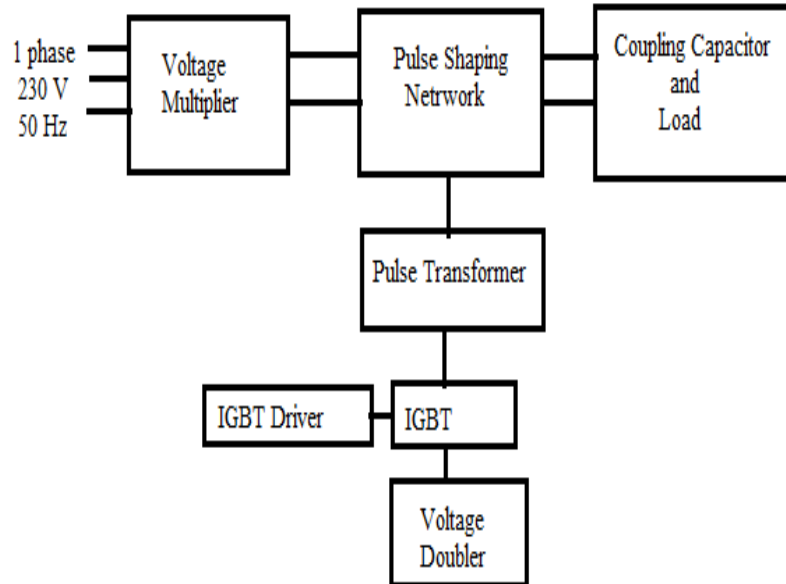 1 phase
230 V
50 Hz
Voltage
Multiplier
Pulse Shaping
Netrwork
Coupling Capacitor
and
Load
Pulse Transformer
IGBT Driver
IGBT
Voltage
Doubler